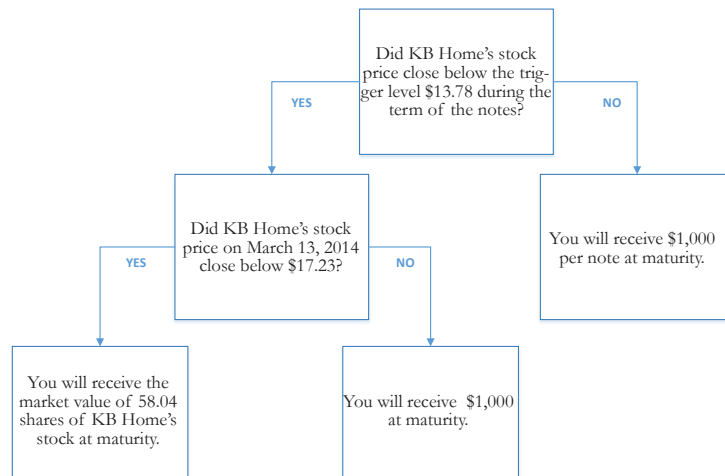 Did KB Home's stock
price close below the trig-
ger level $13.78 during the
term of the notes?
YES
NO
Did KB Home's stock
price on March 13, 2014
close below $17.23?
You will receive $1,000
per note at maturity.
YES
NO
You will receive the
market value of 58.04
shares of KB Home's
stock at maturity.
You will receive  $1,000
at maturity.